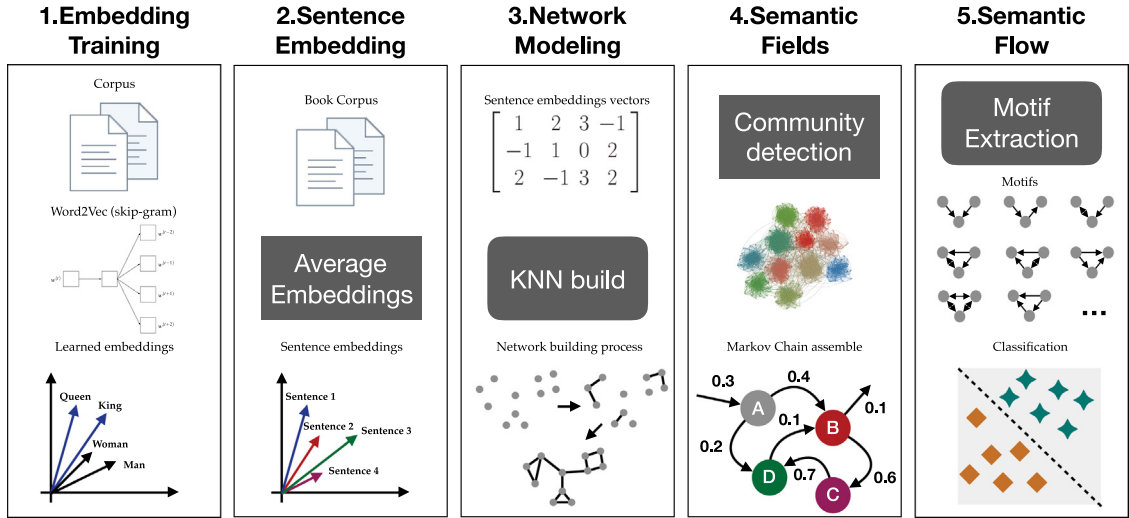 1.Embedding
Training
Corpus
Word2Vec (skip-gram)
w(t)
w(t−2)
w(t−1)
w(t+1)
w(t+2)
Learned embeddings
Queen
King
Woman
Man
2.Sentence
Embedding
Book Corpus
Average
Embeddings
Sentence embeddings
Sentence 1
Sentence 2
Sentence 3
Sentence 4
3.Network
Modeling
Sentence embeddings vectors
1 2 3 −1
−1 1 0 2
2 −1 3 2
KNN build
Network building process
4.Semantic
Fields
Community
detection
Markov Chain assemble
0.3
0.4
A
B
0.1
0.2
0.1
D
0.7
C
0.6
5.Semantic
Flow
Motif
Extraction
Motifs
...
Classification